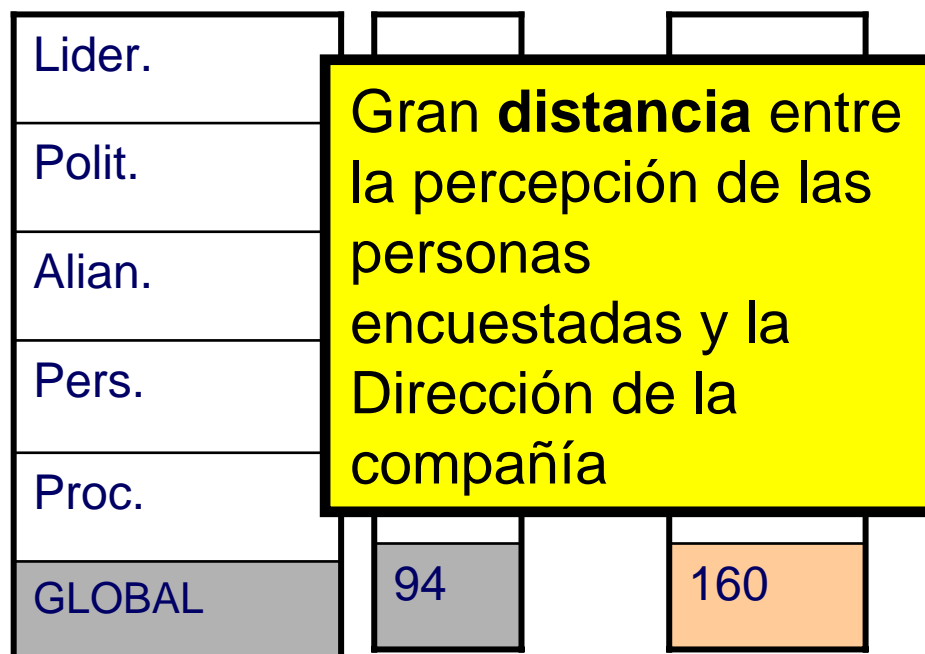 Lider.
Polit.
Alian.
Pers.
Proc.
GLOBAL
94
160
Gran distancia entre
la percepción de las
personas
encuestadas y la
Dirección de la
compañía